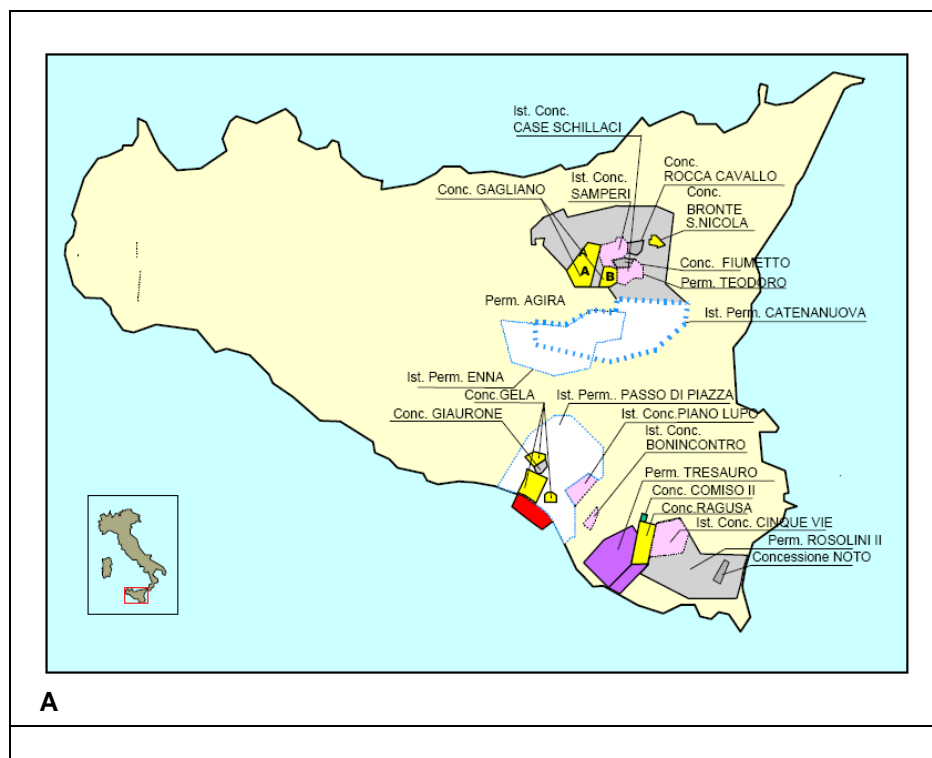 Ist. Conc.
CASE SCHILLACI
Conc.
ROCCA CAVALLO
Ist. Conc.
SAMPERI
Conc. GAGLIANO
Conc.
BRONTE
S.NICOLA
A
A
B
Conc. FIUMETTO
Perm. TEODORO
Perm. AGIRA
Ist. Perm. CATENANUOVA
Ist. Perm. ENNA
Conc.GELA
Ist. Perm.. PASSO DI PIAZZA
Conc. GIAURONE
Ist. Conc.PIANO LUPO
Ist. Conc.
BONINCONTRO
Perm. TRESAURO
Conc. COMISO II
Conc.RAGUSA
Ist. Conc. CINQUE VIE
Perm. ROSOLINI II
Concessione NOTO
A